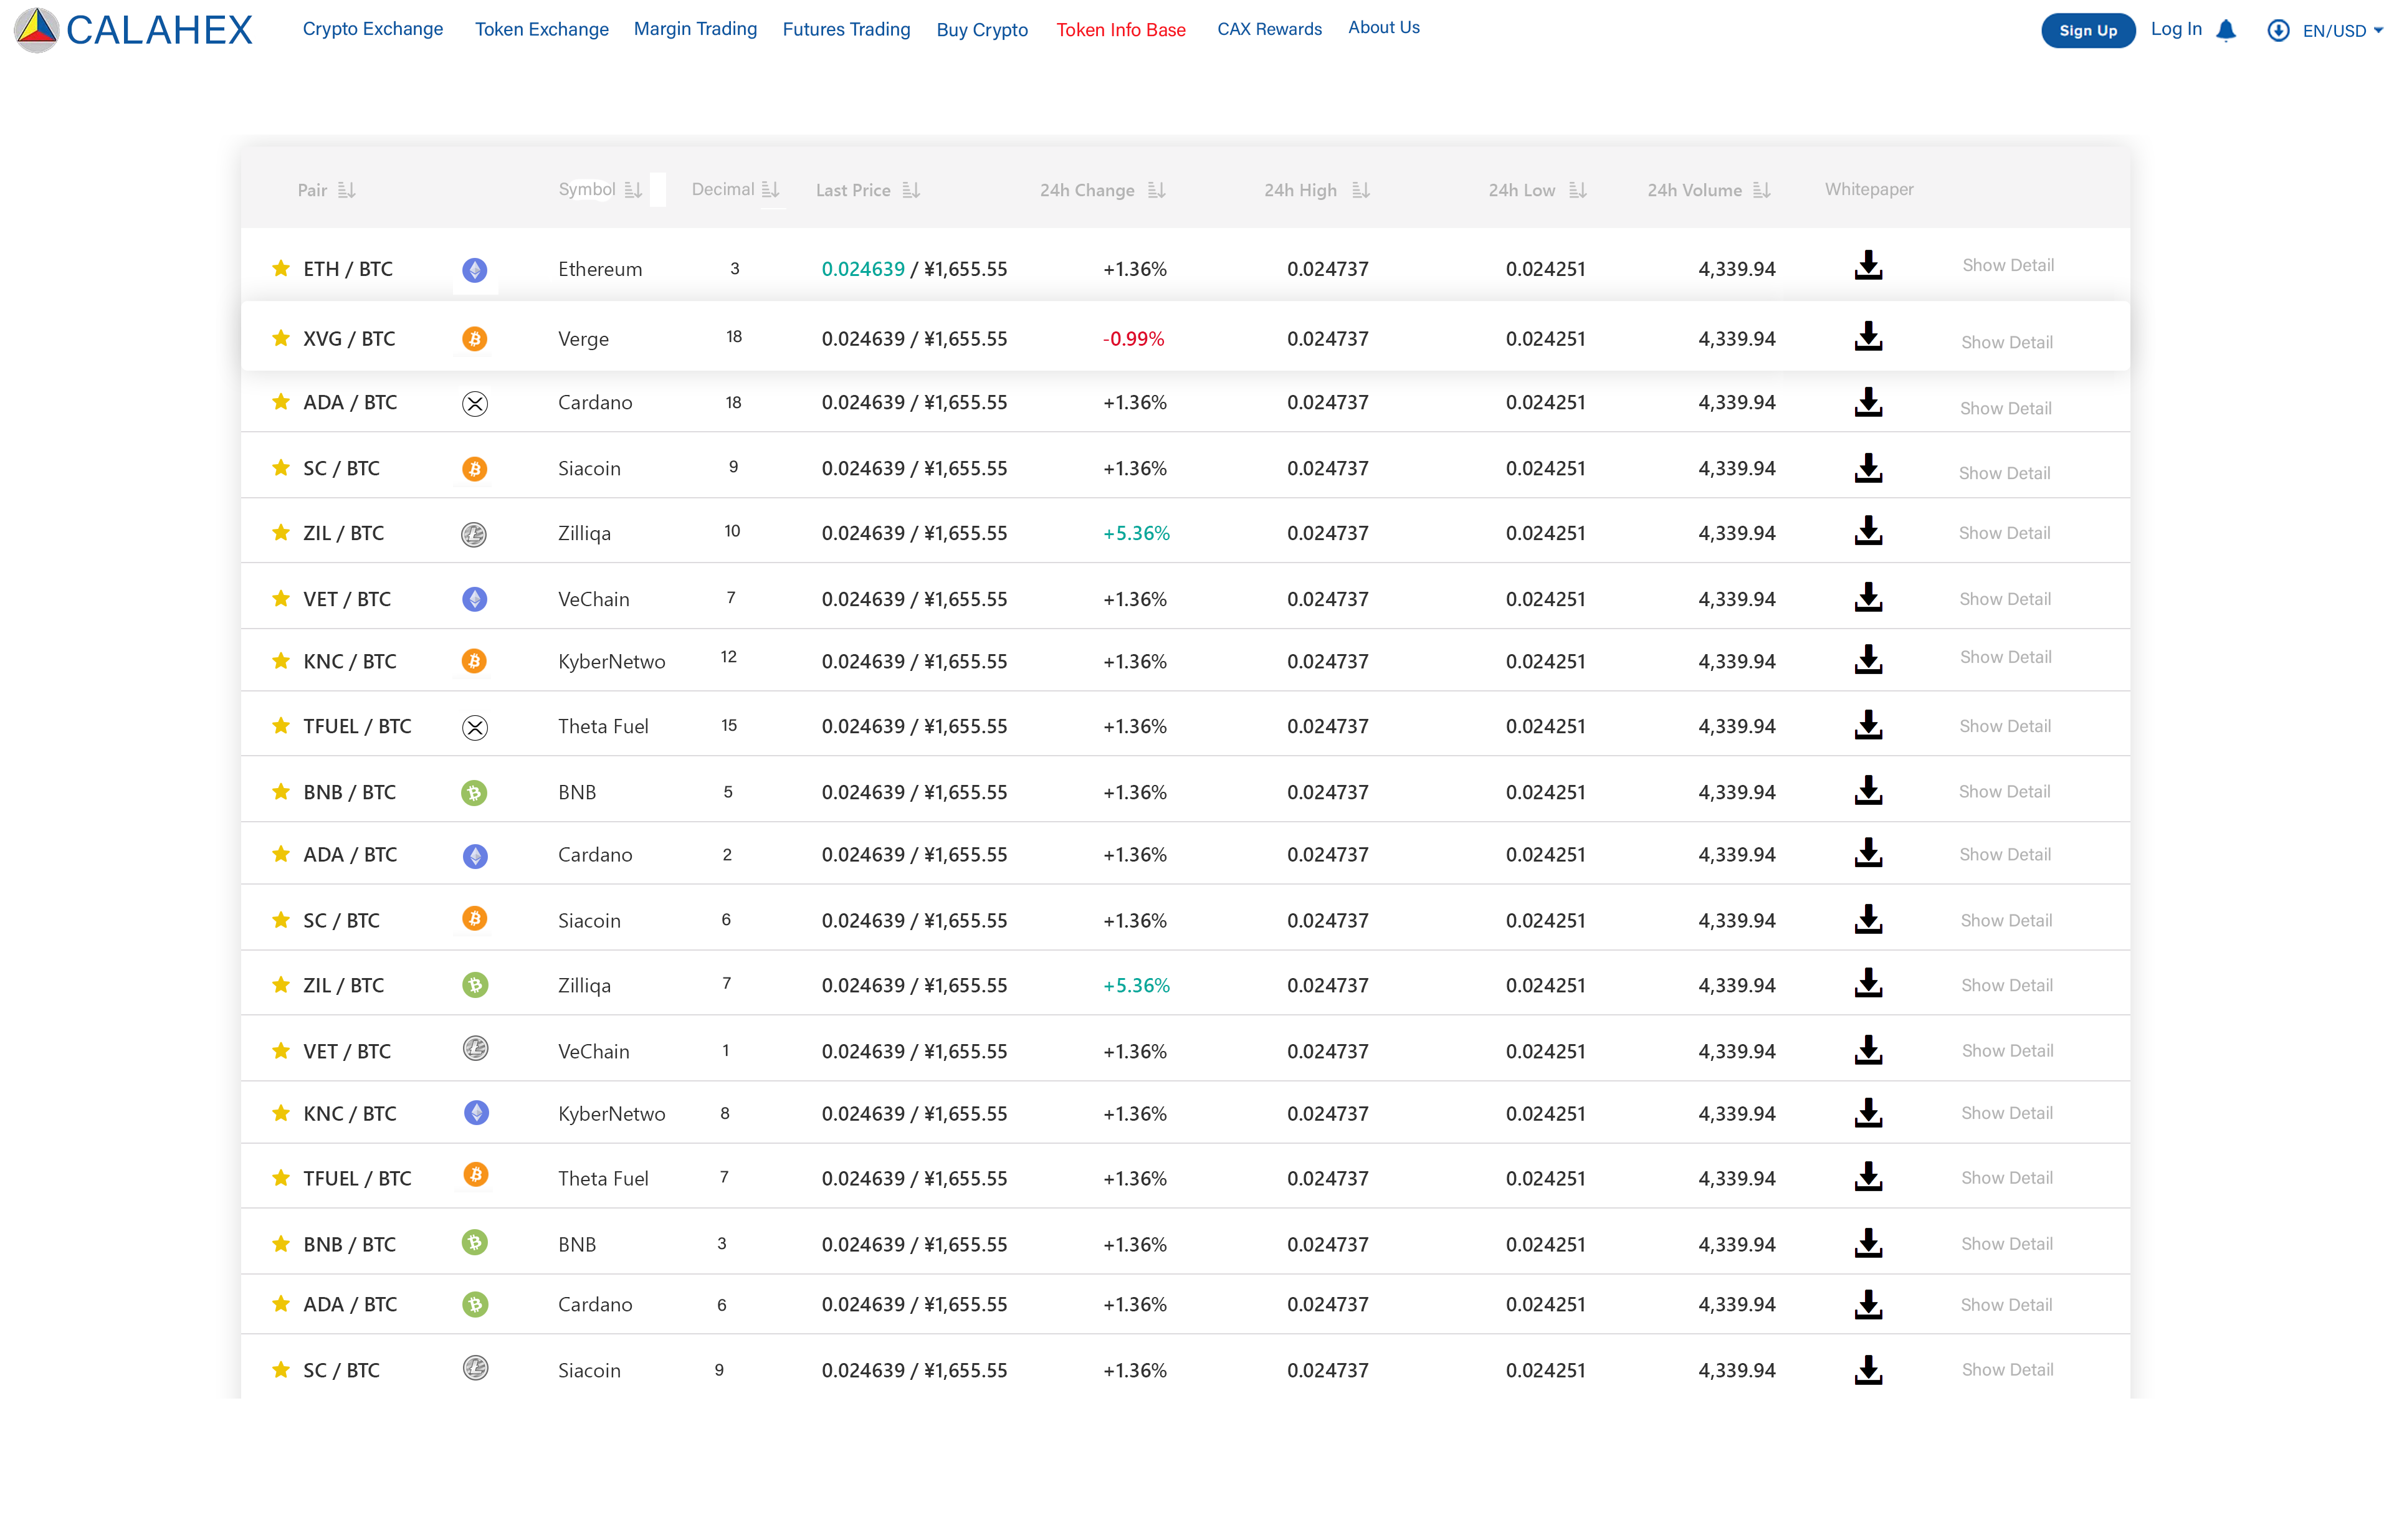 CALAHEX Crypto Exchange Token Exchange Margin Trading Futures Trading Buy Crypto Token Info Base CAX Rewards About Us Sign Up Log In EN/USD
Pair Symbol Decimal Last Price 24h Change 24h High 24h Low 24h Volume Whitepaper
ETH / BTC Ethereum 3 0.024639 / ¥1,655.55 +1.36% 0.024737 0.024251 4,339.94 Show Detail
XVG / BTC Verge 18 0.024639 / ¥1,655.55 -0.99% 0.024737 0.024251 4,339.94 Show Detail
ADA / BTC Cardano 18 0.024639 / ¥1,655.55 +1.36% 0.024737 0.024251 4,339.94 Show Detail
SC / BTC Siacoin 9 0.024639 / ¥1,655.55 +1.36% 0.024737 0.024251 4,339.94 Show Detail
ZIL / BTC Zilliqa 10 0.024639 / ¥1,655.55 +5.36% 0.024737 0.024251 4,339.94 Show Detail
VET / BTC VeChain 7 0.024639 / ¥1,655.55 +1.36% 0.024737 0.024251 4,339.94 Show Detail
KNC / BTC KyberNetwo 12 0.024639 / ¥1,655.55 +1.36% 0.024737 0.024251 4,339.94 Show Detail
TFUEL / BTC Theta Fuel 15 0.024639 / ¥1,655.55 +1.36% 0.024737 0.024251 4,339.94 Show Detail
BNB / BTC BNB 5 0.024639 / ¥1,655.55 +1.36% 0.024737 0.024251 4,339.94 Show Detail
ADA / BTC Cardano 2 0.024639 / ¥1,655.55 +1.36% 0.024737 0.024251 4,339.94 Show Detail
SC / BTC Siacoin 6 0.024639 / ¥1,655.55 +1.36% 0.024737 0.024251 4,339.94 Show Detail
ZIL / BTC Zilliqa 7 0.024639 / ¥1,655.55 +5.36% 0.024737 0.024251 4,339.94 Show Detail
VET / BTC VeChain 1 0.024639 / ¥1,655.55 +1.36% 0.024737 0.024251 4,339.94 Show Detail
KNC / BTC KyberNetwo 8 0.024639 / ¥1,655.55 +1.36% 0.024737 0.024251 4,339.94 Show Detail
TFUEL / BTC Theta Fuel 7 0.024639 / ¥1,655.55 +1.36% 0.024737 0.024251 4,339.94 Show Detail
BNB / BTC BNB 3 0.024639 / ¥1,655.55 +1.36% 0.024737 0.024251 4,339.94 Show Detail
ADA / BTC Cardano 6 0.024639 / ¥1,655.55 +1.36% 0.024737 0.024251 4,339.94 Show Detail
SC / BTC Siacoin 9 0.024639 / ¥1,655.55 +1.36% 0.024737 0.024251 4,339.94 Show Detail